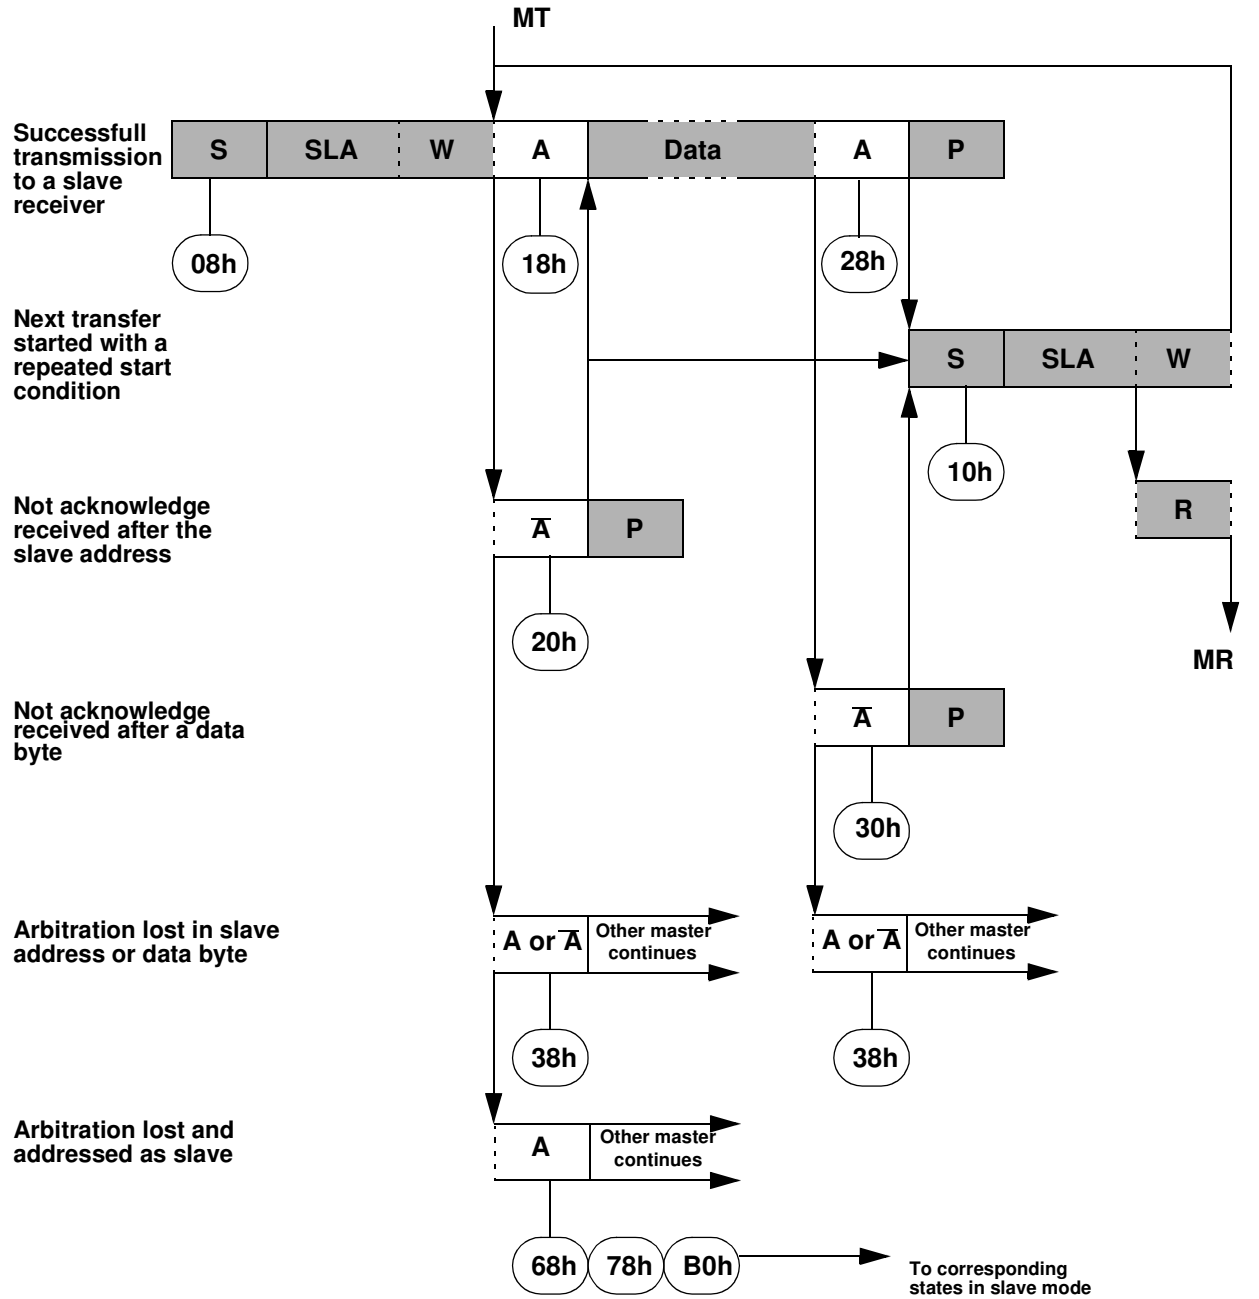 MT
Successfull
transmission
to a slave
receiver
S SLA W A Data A P
08h 18h 28h
Next transfer
started with a
repeated start
condition
S SLA W
10h
Not acknowledge
received after the
slave address
A̅ P
R
20h
MR
Not acknowledge
received after a data
byte
A̅ P
30h
Arbitration lost in slave
address or data byte
A or A̅
Other master
continues
A or A̅
Other master
continues
38h 38h
Arbitration lost and
addressed as slave
A
Other master
continues
68h 78h B0h
To corresponding
states in slave mode